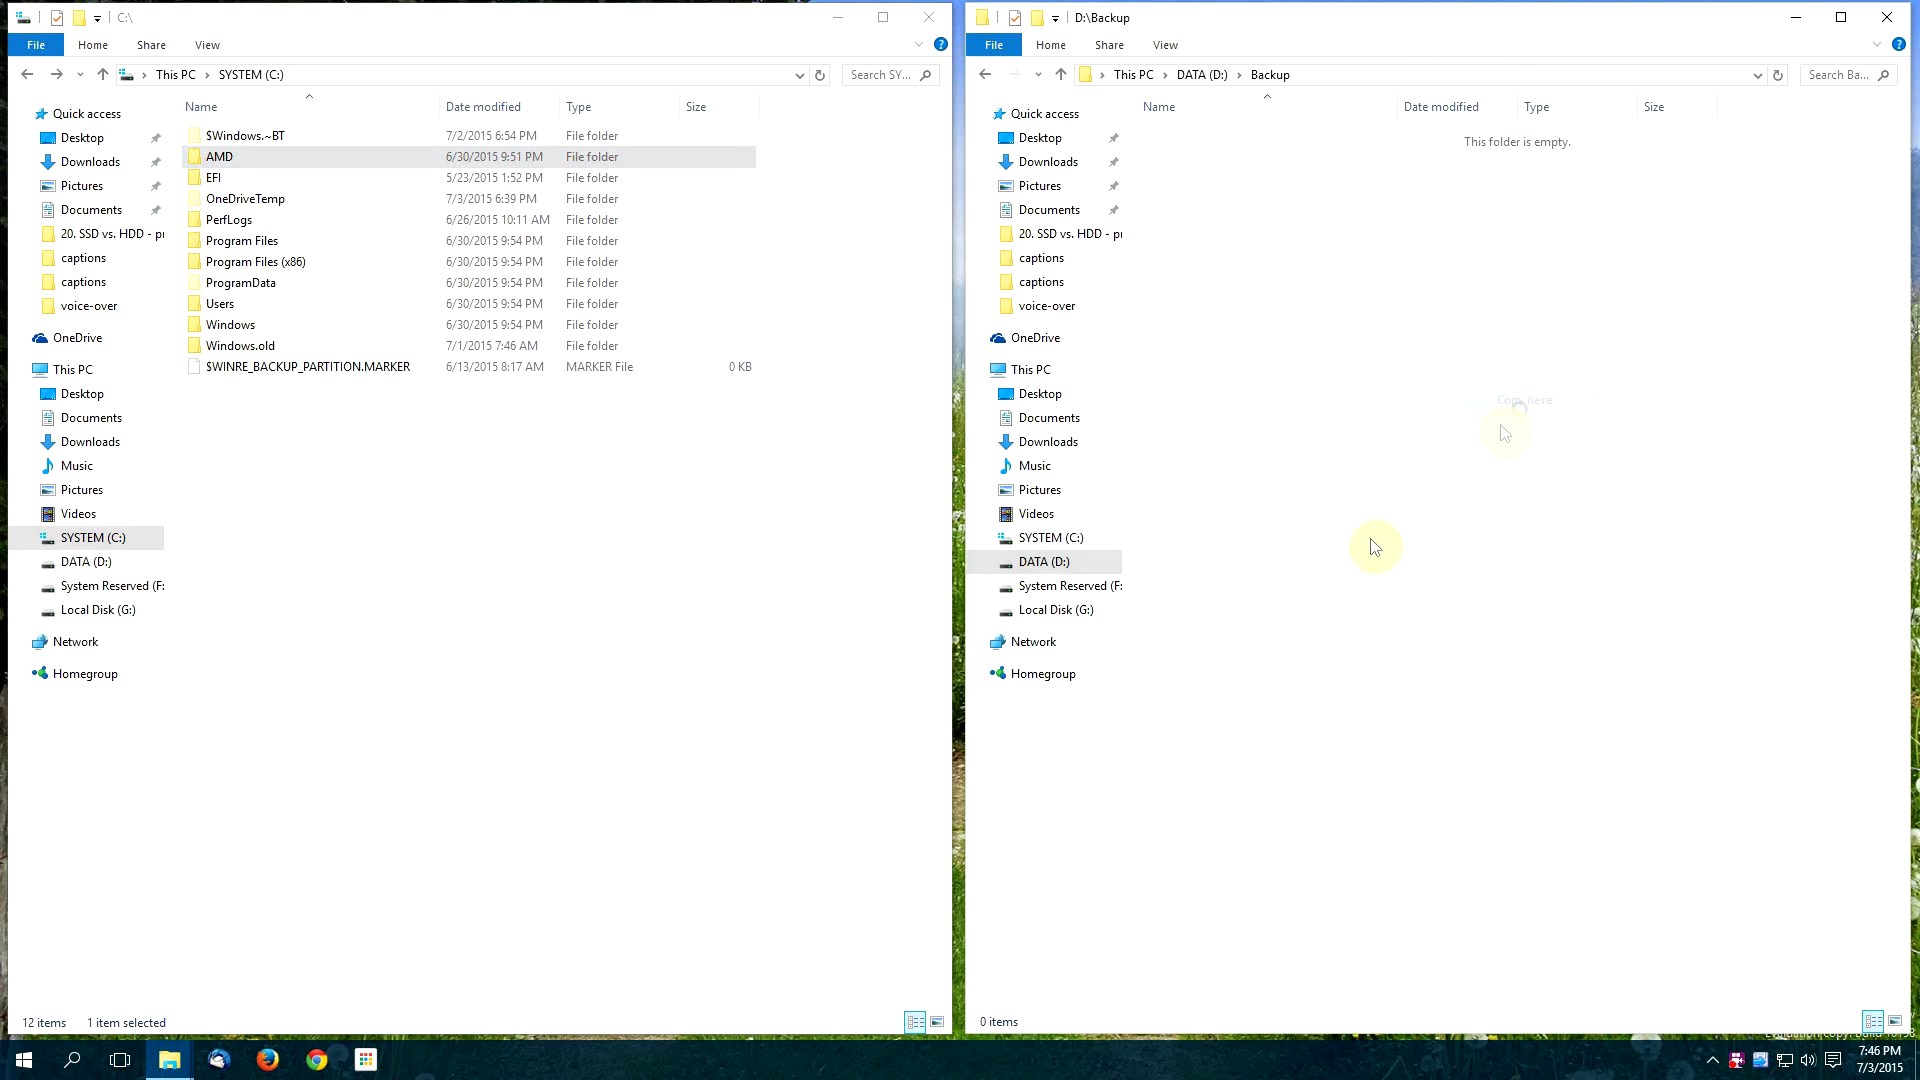 C:\
File
Home
Share
View
This PC
SYSTEM (C:)
Search SY...
Quick access
Desktop
Downloads
Pictures
Documents
20. SSD vs. HDD - pr
captions
captions
voice-over
OneDrive
This PC
Desktop
Documents
Downloads
Music
Pictures
Videos
SYSTEM (C:)
DATA (D:)
System Reserved (F:
Local Disk (G:)
Network
Homegroup
Name Date modified Type Size
$Windows.~BT 7/2/2015 6:54 PM File folder
AMD 6/30/2015 9:51 PM File folder
EFI 5/23/2015 1:52 PM File folder
OneDriveTemp 7/3/2015 6:39 PM File folder
PerfLogs 6/26/2015 10:11 AM File folder
Program Files 6/30/2015 9:54 PM File folder
Program Files (x86) 6/30/2015 9:54 PM File folder
ProgramData 6/30/2015 9:54 PM File folder
Users 6/30/2015 9:54 PM File folder
Windows 6/30/2015 9:54 PM File folder
Windows.old 7/1/2015 7:46 AM File folder
$WINRE_BACKUP_PARTITION.MARKER 6/13/2015 8:17 AM MARKER File 0 KB
12 items 1 item selected
D:\Backup
File
Home
Share
View
This PC
DATA (D:)
Backup
Search Ba...
Quick access
Desktop
Downloads
Pictures
Documents
20. SSD vs. HDD - pr
captions
captions
voice-over
OneDrive
This PC
Desktop
Documents
Downloads
Music
Pictures
Videos
SYSTEM (C:)
DATA (D:)
System Reserved (F:
Local Disk (G:)
Network
Homegroup
Name Date modified Type Size
This folder is empty.
Copy here
0 items
7:46 PM
7/3/2015